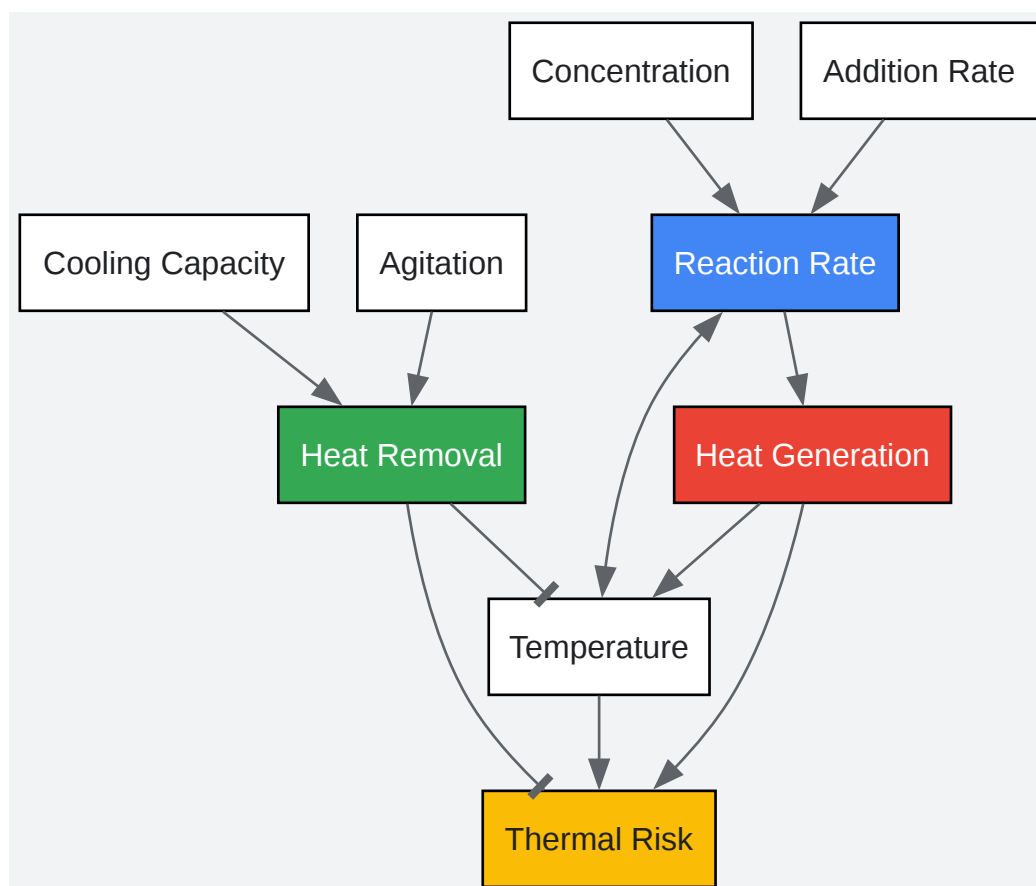 Concentration
Addition Rate
Cooling Capacity
Agitation
Reaction Rate
Heat Removal
Heat Generation
Temperature
Thermal Risk